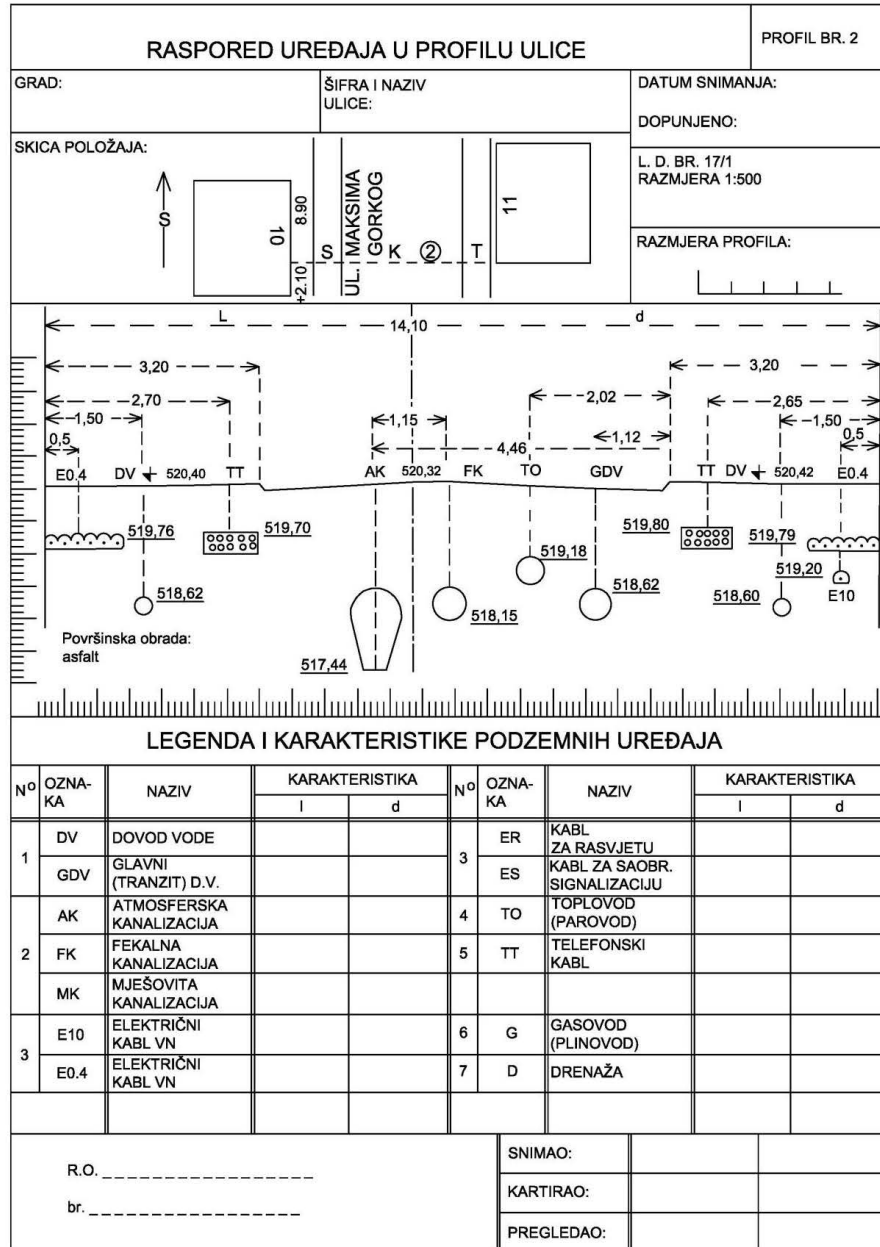 RASPORED UREĐAJA U PROFILU ULICE
PROFIL BR. 2
GRAD:
ŠIFRA I NAZIV
ULICE:
DATUM SNIMANJA:
DOPUNJENO:
SKICA POLOŽAJA:
L. D. BR. 17/1
RAZMJERA 1:500
RAZMJERA PROFILA:
S
10
8.90
+2.10
S
UL. MAKSIMA
GORKOG
K
2
T
11
L
14,10
d
3,20
3,20
2,70
2,02
2,65
1,50
1,15
1,12
1,50
4,46
0,5
0,5
E0.4
DV
520,40
TT
AK
520,32
FK
TO
GDV
TT
DV
520,42
E0.4
519,76
519,70
519,80
519,79
519,18
519,20
518,62
518,15
518,62
518,60
E10
Površinska obrada:
asfalt
517,44
LEGENDA I KARAKTERISTIKE PODZEMNIH UREĐAJA
Nº
OZNA-
KA
NAZIV
KARAKTERISTIKA
l
d
Nº
OZNA-
KA
NAZIV
KARAKTERISTIKA
l
d
1
DV
DOVOD VODE
GDV
GLAVNI
(TRANZIT) D.V.
2
AK
ATMOSFERSKA
KANALIZACIJA
FK
FEKALNA
KANALIZACIJA
MK
MJEŠOVITA
KANALIZACIJA
3
E10
ELEKTRIČNI
KABL VN
E0.4
ELEKTRIČNI
KABL VN
3
ER
KABL
ZA RASVJETU
ES
KABL ZA SAOBR.
SIGNALIZACIJU
4
TO
TOPLOVOD
(PAROVOD)
5
TT
TELEFONSKI
KABL
6
G
GASOVOD
(PLINOVOD)
7
D
DRENAŽA
R.O.
br.
SNIMAO:
KARTIRAO:
PREGLEDAO: